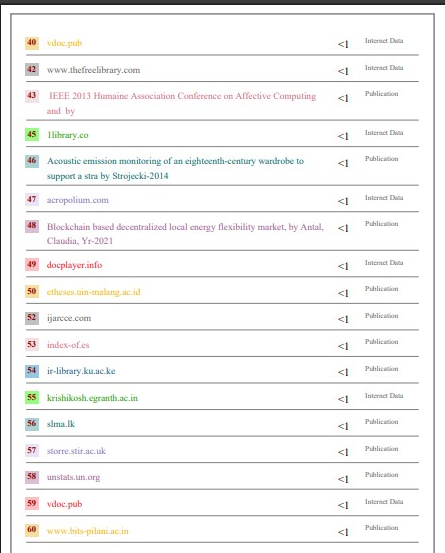 40 vdoc.pub <1 Internet Data
42 www.thefreelibrary.com <1 Internet Data
43 IEEE 2013 Humaine Association Conference on Affective Computing <1 Publication
and by
45 1library.co <1 Internet Data
46 Acoustic emission monitoring of an eighteenth-century wardrobe to <1 Publication
support a stra by Strojecki-2014
47 acropolium.com <1 Internet Data
48 Blockchain based decentralized local energy flexibility market, by Antal, <1 Publication
Claudia, Yr-2021
49 docplayer.info <1 Internet Data
50 etheses.uin-malang.ac.id <1 Publication
52 ijarcce.com <1 Publication
53 index-of.es <1 Publication
54 ir-library.ku.ac.ke <1 Publication
55 krishikosh.egranth.ac.in <1 Internet Data
56 slma.lk <1 Publication
57 storre.stir.ac.uk <1 Publication
58 unstats.un.org <1 Publication
59 vdoc.pub <1 Internet Data
60 www.bits-pilani.ac.in <1 Publication